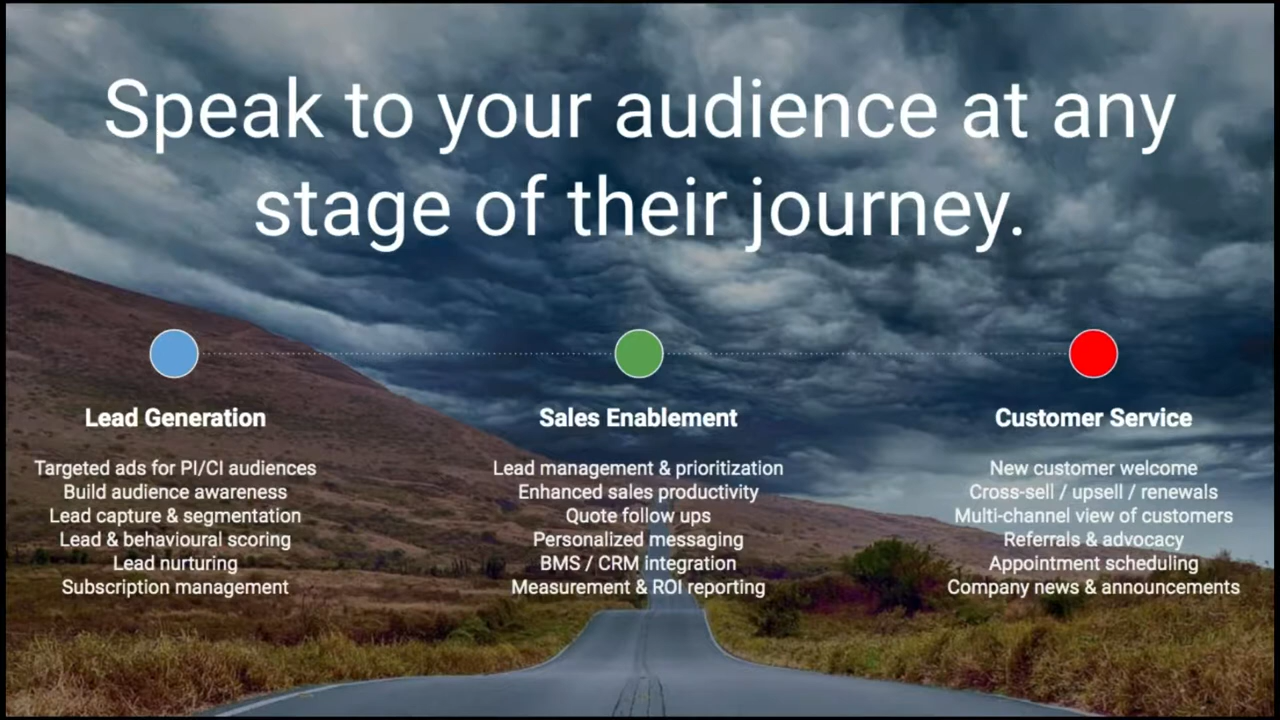 Speak to your audience at any
stage of their journey.
Lead Generation
Targeted ads for PI/CI audiences
Build audience awareness
Lead capture & segmentation
Lead & behavioural scoring
Lead nurturing
Subscription management
Sales Enablement
Lead management & prioritization
Enhanced sales productivity
Quote follow ups
Personalized messaging
BMS / CRM integration
Measurement & ROI reporting
Customer Service
New customer welcome
Cross-sell / upsell / renewals
Multi-channel view of customers
Referrals & advocacy
Appointment scheduling
Company news & announcements